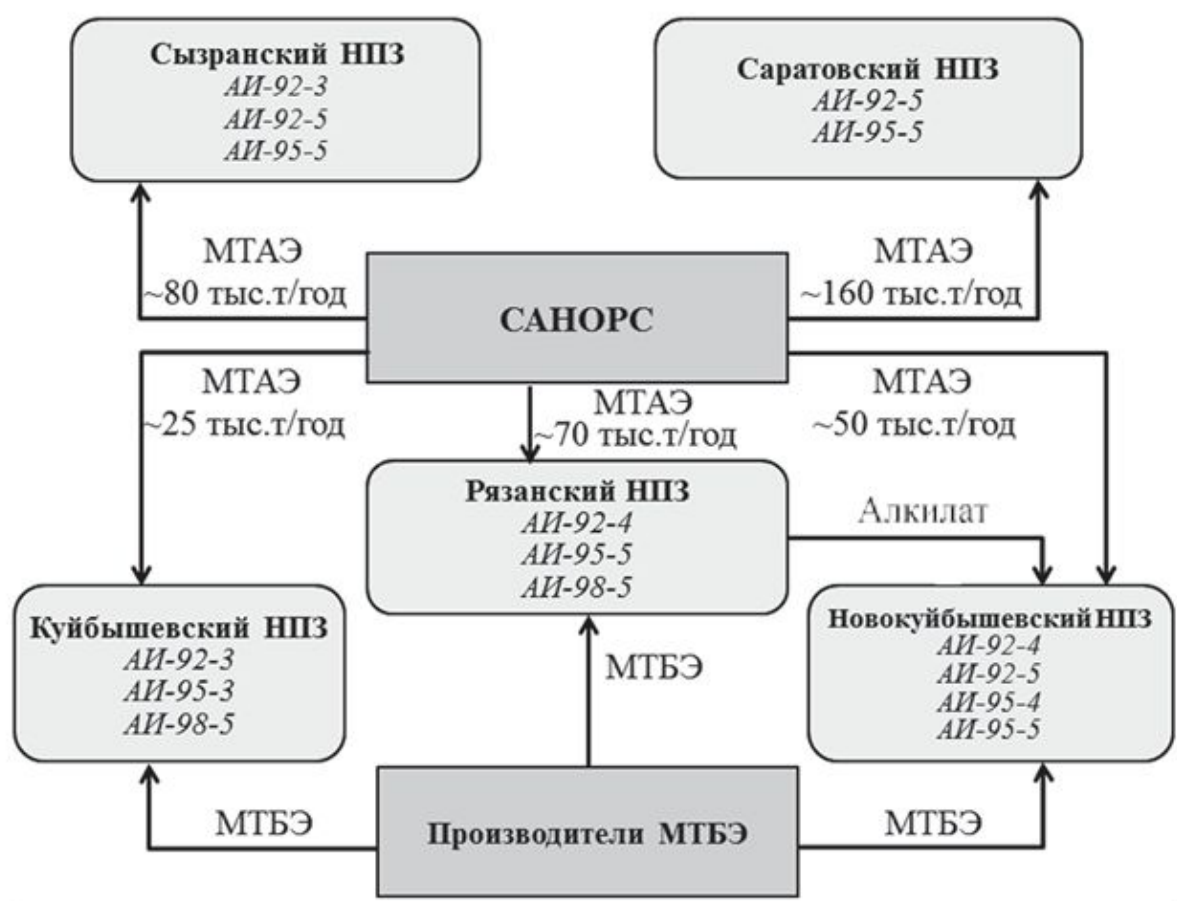 Сызранский НПЗ
АИ-92-3
АИ-92-5
АИ-95-5
Саратовский НПЗ
АИ-92-5
АИ-95-5
МТАЭ
~80 тыс.т/год
САНОРС
МТАЭ
~160 тыс.т/год
МТАЭ
~25 тыс.т/год
МТАЭ
~70 тыс.т/год
МТАЭ
~50 тыс.т/год
Рязанский НПЗ
АИ-92-4
АИ-95-5
АИ-98-5
Алкилат
Куйбышевский НПЗ
АИ-92-3
АИ-95-3
АИ-98-5
МТБЭ
Новокуйбышевский НПЗ
АИ-92-4
АИ-92-5
АИ-95-4
АИ-95-5
МТБЭ
Производители МТБЭ
МТБЭ